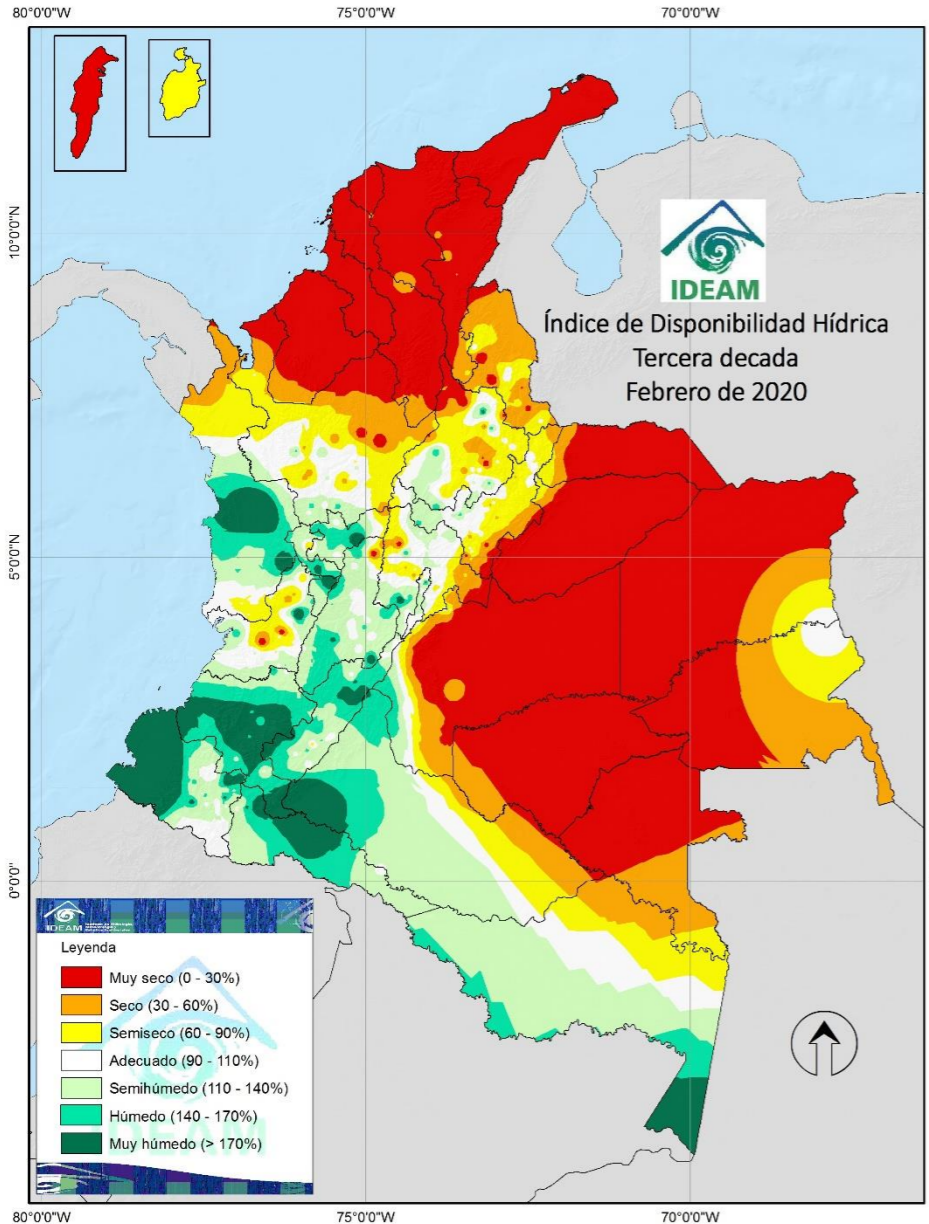 80°0'0"W 75°0'0"W 70°0'0"W
10°0'0"N
5°0'0"N
0°0'0"
IDEAM
Índice de Disponibilidad Hídrica
Tercera decada
Febrero de 2020
IDEAM
Leyenda
Muy seco (0 - 30%)
Seco (30 - 60%)
Semiseco (60 - 90%)
Adecuado (90 - 110%)
Semihúmedo (110 - 140%)
Húmedo (140 - 170%)
Muy húmedo (> 170%)
IDEAM
80°0'0"W 75°0'0"W 70°0'0"W